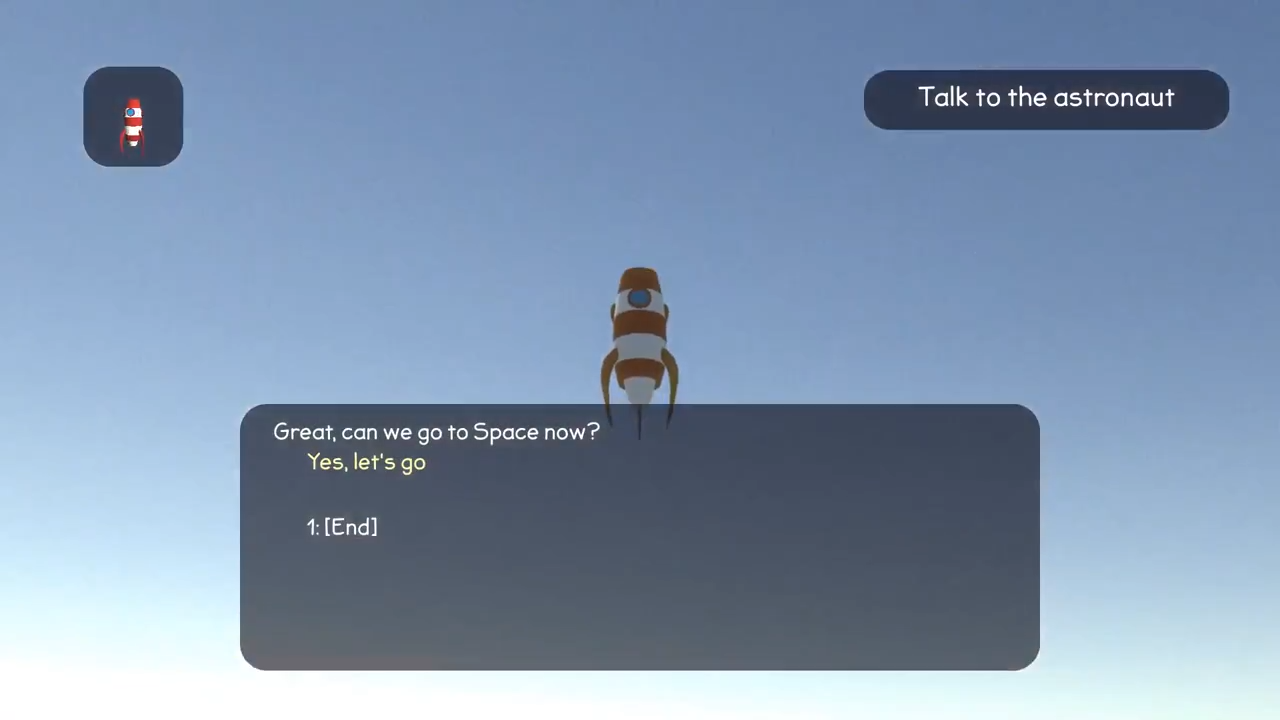 Talk to the astronaut
Great, can we go to Space now?
Yes, let's go
1: [End]